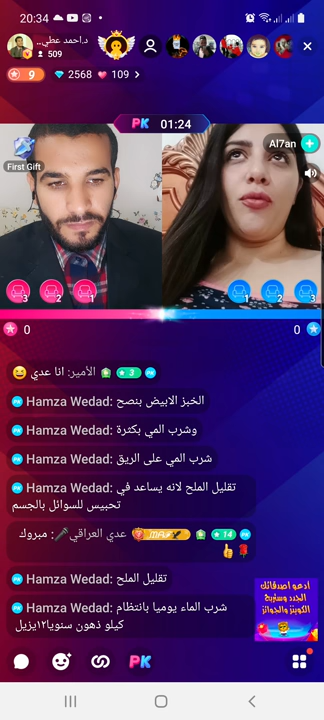 20:34
د.احمد عطي..
509
9
2568
109
PK 01:24
First Gift
Al7an
3
2
1
1
2
3
0
0
الأمير: انا عدي
3
Hamza Wedad: الخبز الابيض بنصح
Hamza Wedad: وشرب المي بكثرة
Hamza Wedad: شرب المي على الريق
Hamza Wedad: تقليل الملح لانه يساعد في
تحبيس للسوائل بالجسم
14 عدي العراقي🎤: مبروك
Hamza Wedad: تقليل الملح
Hamza Wedad: شرب الماء يوميا بانتظام
كيلو ذهون سنويا١٢يزيل
ادعو اصدقائك
الجدد وستربح
الكوينز والجوائز
PK